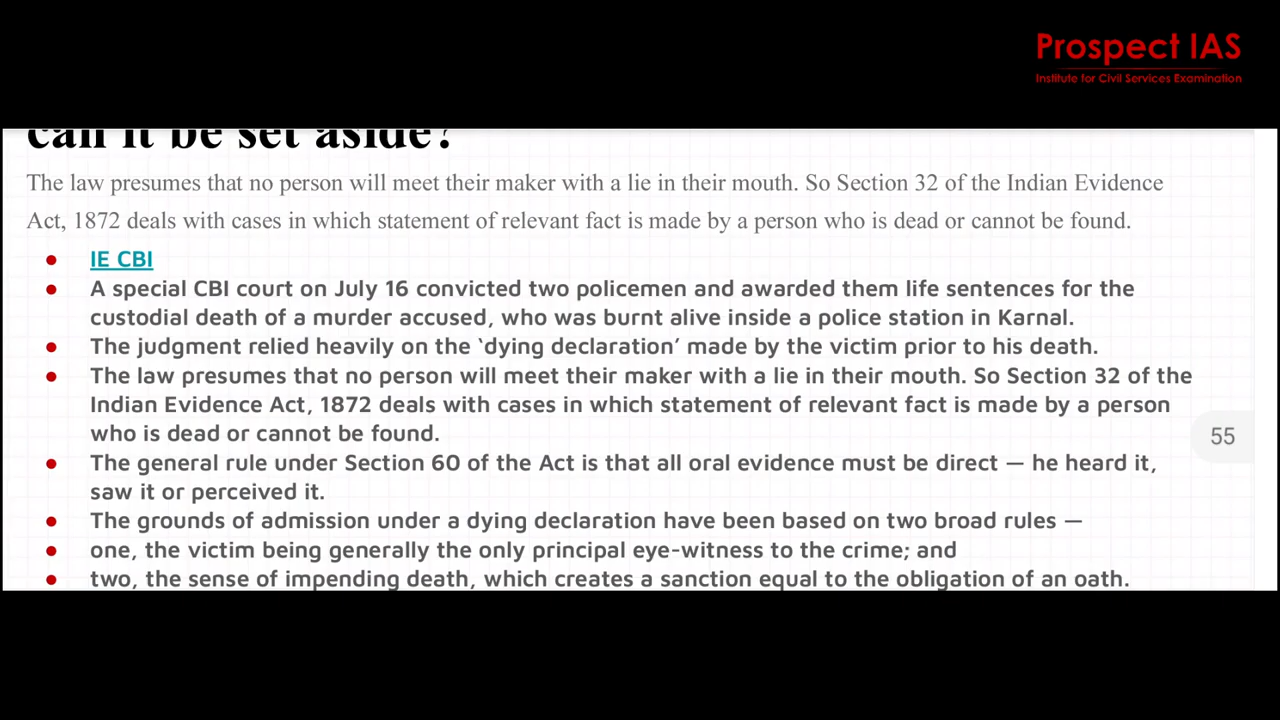 Prospect IAS
Institute for Civil Services Examination
can it be set aside?
The law presumes that no person will meet their maker with a lie in their mouth. So Section 32 of the Indian Evidence
Act, 1872 deals with cases in which statement of relevant fact is made by a person who is dead or cannot be found.
● IE CBI
● A special CBI court on July 16 convicted two policemen and awarded them life sentences for the
custodial death of a murder accused, who was burnt alive inside a police station in Karnal.
● The judgment relied heavily on the ‘dying declaration’ made by the victim prior to his death.
● The law presumes that no person will meet their maker with a lie in their mouth. So Section 32 of the
Indian Evidence Act, 1872 deals with cases in which statement of relevant fact is made by a person
who is dead or cannot be found.
● The general rule under Section 60 of the Act is that all oral evidence must be direct — he heard it,
saw it or perceived it.
● The grounds of admission under a dying declaration have been based on two broad rules —
● one, the victim being generally the only principal eye-witness to the crime; and
● two, the sense of impending death, which creates a sanction equal to the obligation of an oath.
55